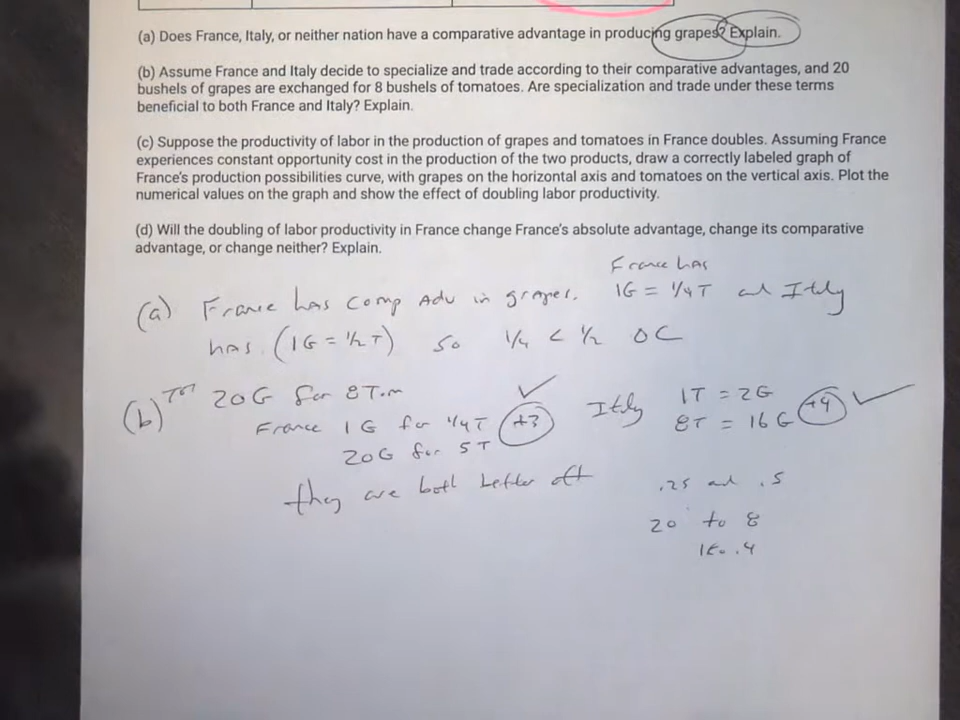 (a) Does France, Italy, or neither nation have a comparative advantage in producing grapes? Explain.
(b) Assume France and Italy decide to specialize and trade according to their comparative advantages, and 20
bushels of grapes are exchanged for 8 bushels of tomatoes. Are specialization and trade under these terms
beneficial to both France and Italy? Explain.
(c) Suppose the productivity of labor in the production of grapes and tomatoes in France doubles. Assuming France
experiences constant opportunity cost in the production of the two products, draw a correctly labeled graph of
France's production possibilities curve, with grapes on the horizontal axis and tomatoes on the vertical axis. Plot the
numerical values on the graph and show the effect of doubling labor productivity.
(d) Will the doubling of labor productivity in France change France's absolute advantage, change its comparative
advantage, or change neither? Explain.
France has
(a) France has comp Adv in grapes. 1G = 1/4 T and Italy
has (1G = 1/2 T) so 1/4 < 1/2 OC
(b) 20G for 8T
France 1G for 1/4 T +3 Italy 1T = 2G
20G for 5T 8T = 16G +4
they are both better off
.25 and .5
20 to 8
1 to .4